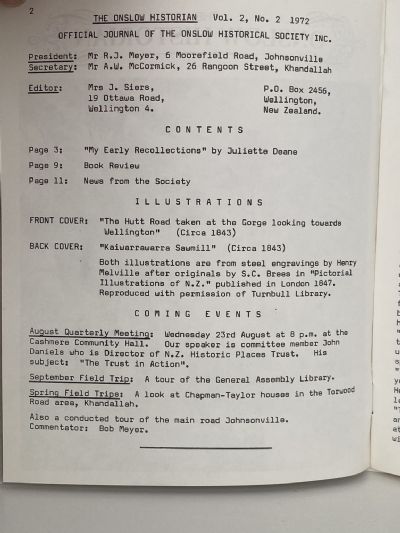 2
THE ONSLOW HISTORIAN Vol. 2, No. 2 1972
OFFICIAL JOURNAL OF THE ONSLOW HISTORICAL SOCIETY INC.
President: Mr R.J. Meyer, 6 Moorefield Road, Johnsonville
Secretary: Mr A.W. McCormick, 26 Rangoon Street, Khandallah
Editor: Mrs J. Siers, P.O. Box 2456,
19 Ottawa Road, Wellington,
Wellington 4. New Zealand.
CONTENTS
Page 3: "My Early Recollections" by Juliette Deane
Page 9: Book Review
Page 11: News from the Society
ILLUSTRATIONS
FRONT COVER: "The Hutt Road taken at the Gorge looking towards
Wellington" (Circa 1843)
BACK COVER: "Kaiwarrawarra Sawmill" (Circa 1843)
Both illustrations are from steel engravings by Henry
Melville after originals by S.C. Brees in "Pictorial
Illustrations of N.Z." published in London 1847.
Reproduced with permission of Turnbull Library.
COMING EVENTS
August Quarterly Meeting: Wednesday 23rd August at 8 p.m. at the
Cashmere Community Hall. Our speaker is committee member John
Daniels who is Director of N.Z. Historic Places Trust. His
subject: "The Trust in Action".
September Field Trip: A tour of the General Assembly Library.
Spring Field Trips: A look at Chapman-Taylor houses in the Torwood
Road area, Khandallah.
Also a conducted tour of the main road Johnsonville.
Commentator: Bob Meyer.